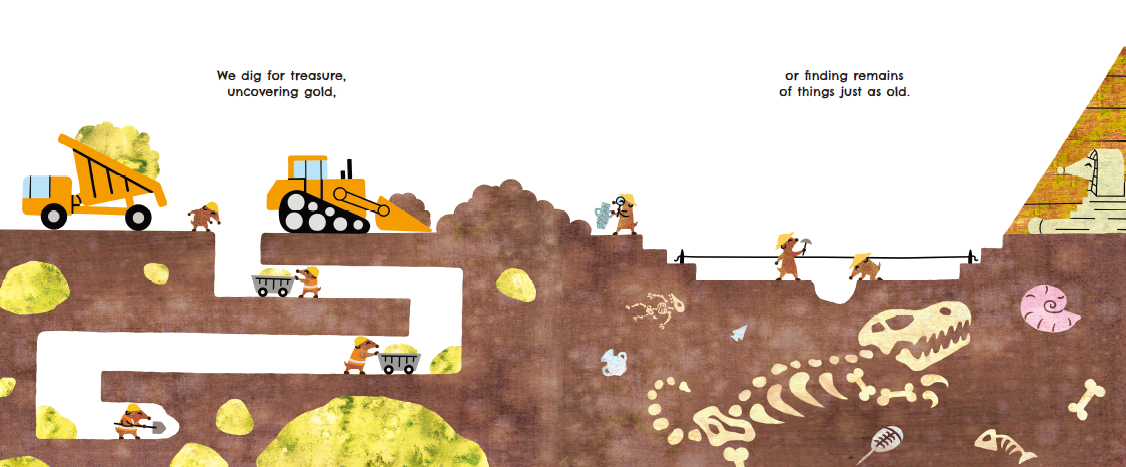 We dig for treasure,
uncovering gold,
or finding remains
of things just as old.